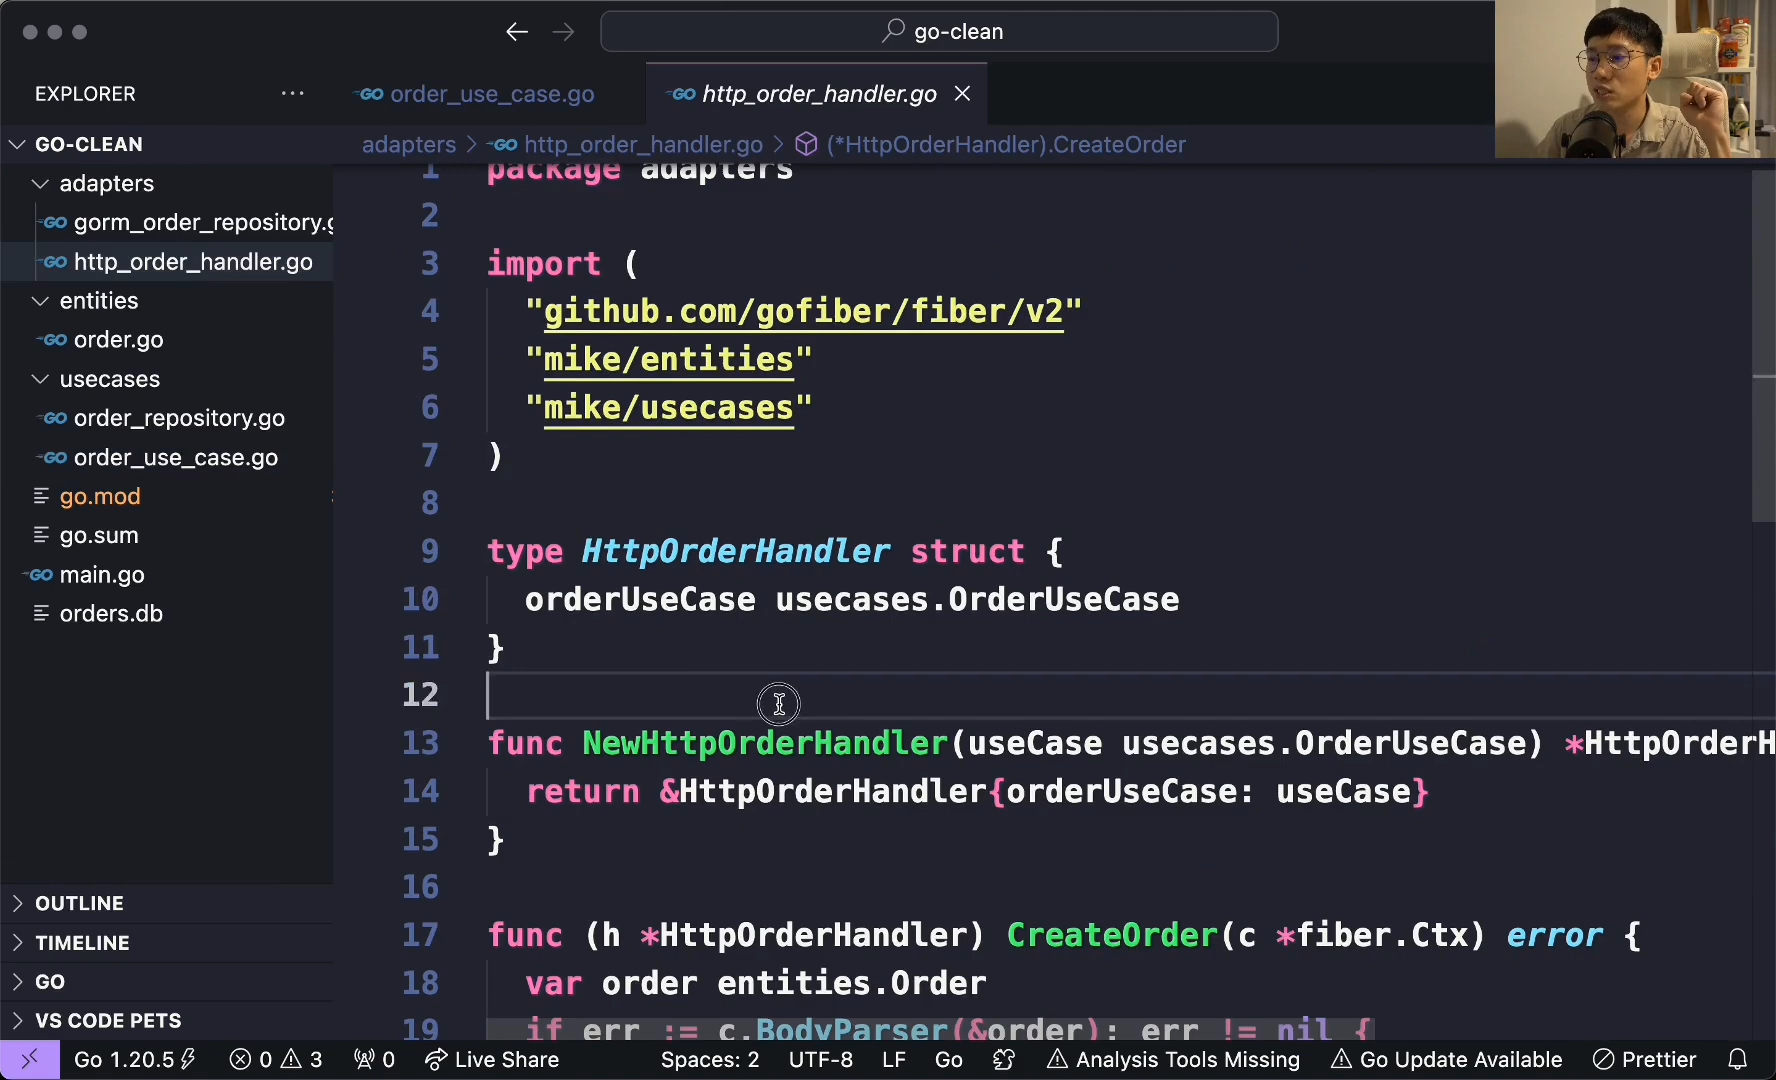 go-clean
EXPLORER
GO-CLEAN
adapters
gorm_order_repository.g
http_order_handler.go
entities
order.go
usecases
order_repository.go
order_use_case.go
go.mod
go.sum
main.go
orders.db
OUTLINE
TIMELINE
GO
VS CODE PETS
order_use_case.go
http_order_handler.go
adapters > http_order_handler.go > (*HttpOrderHandler).CreateOrder
1 package adapters
2
3 import (
4 "github.com/gofiber/fiber/v2"
5 "mike/entities"
6 "mike/usecases"
7 )
8
9 type HttpOrderHandler struct {
10 orderUseCase usecases.OrderUseCase
11 }
12
13 func NewHttpOrderHandler(useCase usecases.OrderUseCase) *HttpOrderH
14 return &HttpOrderHandler{orderUseCase: useCase}
15 }
16
17 func (h *HttpOrderHandler) CreateOrder(c *fiber.Ctx) error {
18 var order entities.Order
19 if err := c.BodyParser(&order); err != nil {
Go 1.20.5 0 3 0 Live Share Spaces: 2 UTF-8 LF Go Analysis Tools Missing Go Update Available Prettier